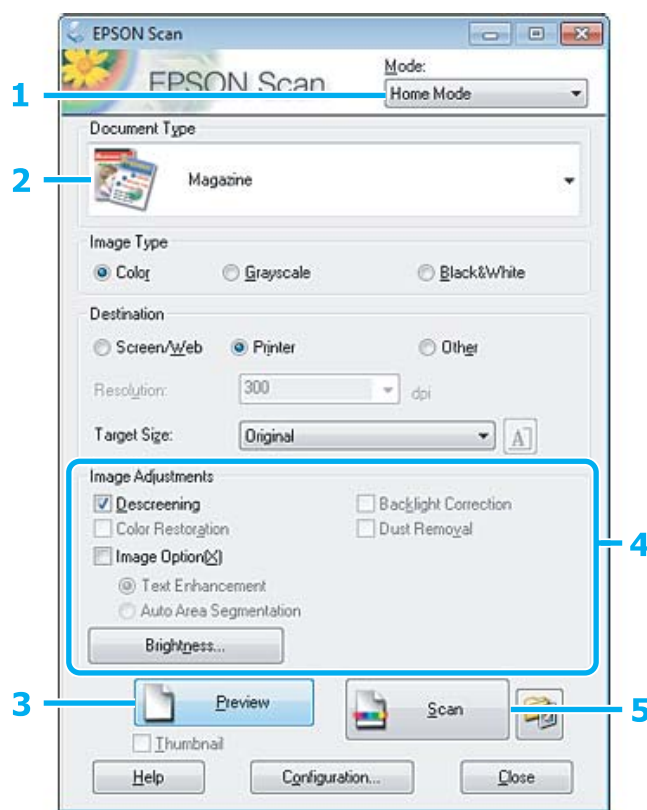 EPSON Scan
EPSON Scan
Mode:
1
Home Mode
Document Type
2
Magazine
Image Type
Color Grayscale Black&White
Destination
Screen/Web Printer Other
Resolution: 300 dpi
Target Size: Original A
Image Adjustments
Descreening Backlight Correction
Color Restoration Dust Removal
4
Image Option(X)
Text Enhancement
Auto Area Segmentation
Brightness...
3 Preview Scan 5
Thumbnail
Help Configuration... Close